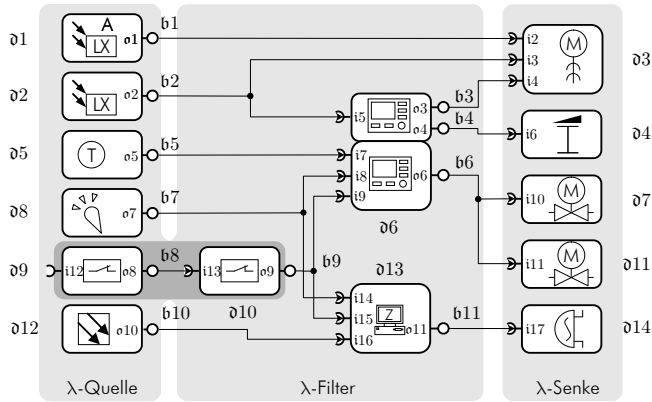 b1
A
𝔡1 LX 𝔬1 i2 M 𝔡3
b2 i3
𝔡2 LX 𝔬2 b3 i4
i5 𝔬3 b4
𝔬4 i6 𝔡4
b5
𝔡5 T 𝔬5 i7
b7 i8 𝔬6 b6
𝔡8 𝔬7 i9 i10 M 𝔡7
𝔡6
b8 b9
𝔡9 i12 𝔬8 i13 𝔬9 𝔡13 i11 M 𝔡11
b10 𝔡10 i14
𝔡12 𝔬10 i15 Z 𝔬11 b11 i17 𝔡14
i16
λ-Quelle λ-Filter λ-Senke